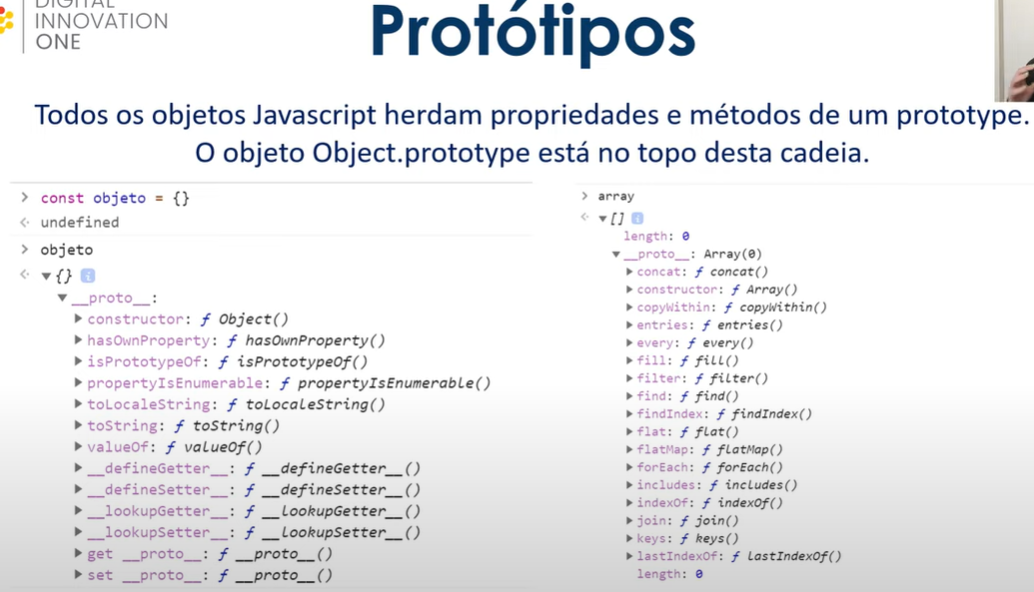 DIGITAL
INNOVATION
ONE
Protótipos
Todos os objetos Javascript herdam propriedades e métodos de um prototype.
O objeto Object.prototype está no topo desta cadeia.
> const objeto = {}
<· undefined
> objeto
<· ▼{} i
▼__proto__:
▶constructor: ƒ Object()
▶hasOwnProperty: ƒ hasOwnProperty()
▶isPrototypeOf: ƒ isPrototypeOf()
▶propertyIsEnumerable: ƒ propertyIsEnumerable()
▶toLocaleString: ƒ toLocaleString()
▶toString: ƒ toString()
▶valueOf: ƒ valueOf()
▶__defineGetter__: ƒ __defineGetter__()
▶__defineSetter__: ƒ __defineSetter__()
▶__lookupGetter__: ƒ __lookupGetter__()
▶__lookupSetter__: ƒ __lookupSetter__()
▶get __proto__: ƒ __proto__()
▶set __proto__: ƒ __proto__()
> array
<· ▼[] i
length: 0
▼__proto__: Array(0)
▶concat: ƒ concat()
▶constructor: ƒ Array()
▶copyWithin: ƒ copyWithin()
▶entries: ƒ entries()
▶every: ƒ every()
▶fill: ƒ fill()
▶filter: ƒ filter()
▶find: ƒ find()
▶findIndex: ƒ findIndex()
▶flat: ƒ flat()
▶flatMap: ƒ flatMap()
▶forEach: ƒ forEach()
▶includes: ƒ includes()
▶indexOf: ƒ indexOf()
▶join: ƒ join()
▶keys: ƒ keys()
▶lastIndexOf: ƒ lastIndexOf()
length: 0